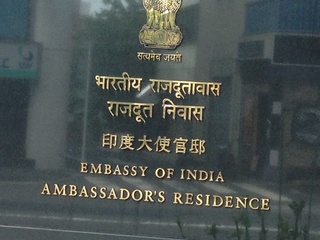 सत्यमेव जयते
भारतीय राजदूतावास
राजदूत निवास
印度大使官邸
EMBASSY OF INDIA
AMBASSADOR'S RESIDENCE